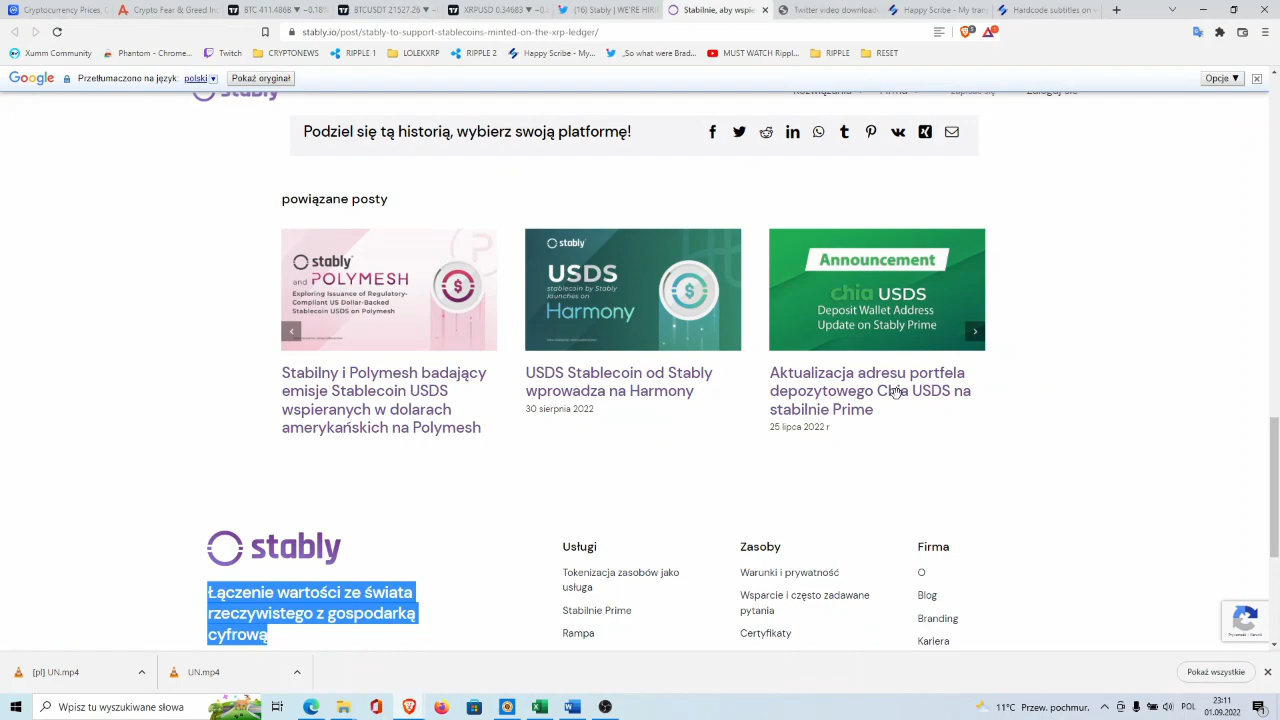 Cryptocurrency Prices, C
Crypto Fear & Greed Index
BTC 411.4866 ▼ −0.18%
BTCUSDT 21527.26 ▼ −
XRPUSD 0.34683 ▼ −0.
(16) Stably | WE'RE HIRI
Stabilnie, aby wspie
Twitter video download
Happy Scribe - My tran
Hardcode subtitles on v
stably.io/post/stably-to-support-stablecoins-minted-on-the-xrp-ledger/
Xumm Community
Phantom - Chrome...
Twitch
CRYPTONEWS
RIPPLE 1
LOLEKXRP
RIPPLE 2
Happy Scribe - My...
„So what were Brad...
MUST WATCH Rippl...
RIPPLE
RESET
Google
Przetłumaczono na język: polski
Pokaż oryginał
Opcje ▼
stably
Podziel się tą historią, wybierz swoją platformę!
powiązane posty
stably
and POLYMESH
Exploring Issuance of Regulatory-
Compliant US Dollar-Backed
Stablecoin USDS on Polymesh
stably
USDS
stablecoin by Stably
launches on
Harmony
Announcement
chia USDS
Deposit Wallet Address
Update on Stably Prime
Stabilny i Polymesh badający
emisje Stablecoin USDS
wspieranych w dolarach
amerykańskich na Polymesh
USDS Stablecoin od Stably
wprowadza na Harmony
30 sierpnia 2022
Aktualizacja adresu portfela
depozytowego Chia USDS na
stabilnie Prime
25 lipca 2022 r
stably
Łączenie wartości ze świata
rzeczywistego z gospodarką
cyfrową
Usługi
Tokenizacja zasobów jako
usługa
Stabilnie Prime
Rampa
Zasoby
Warunki i prywatność
Wsparcie i często zadawane
pytania
Certyfikaty
Firma
O
Blog
Branding
Kariera
[pl] UN.mp4
UN.mp4
Pokaż wszystkie
Wpisz tu wyszukiwane słowa
11°C Przew. pochmur.
POL
23:11
01.09.2022